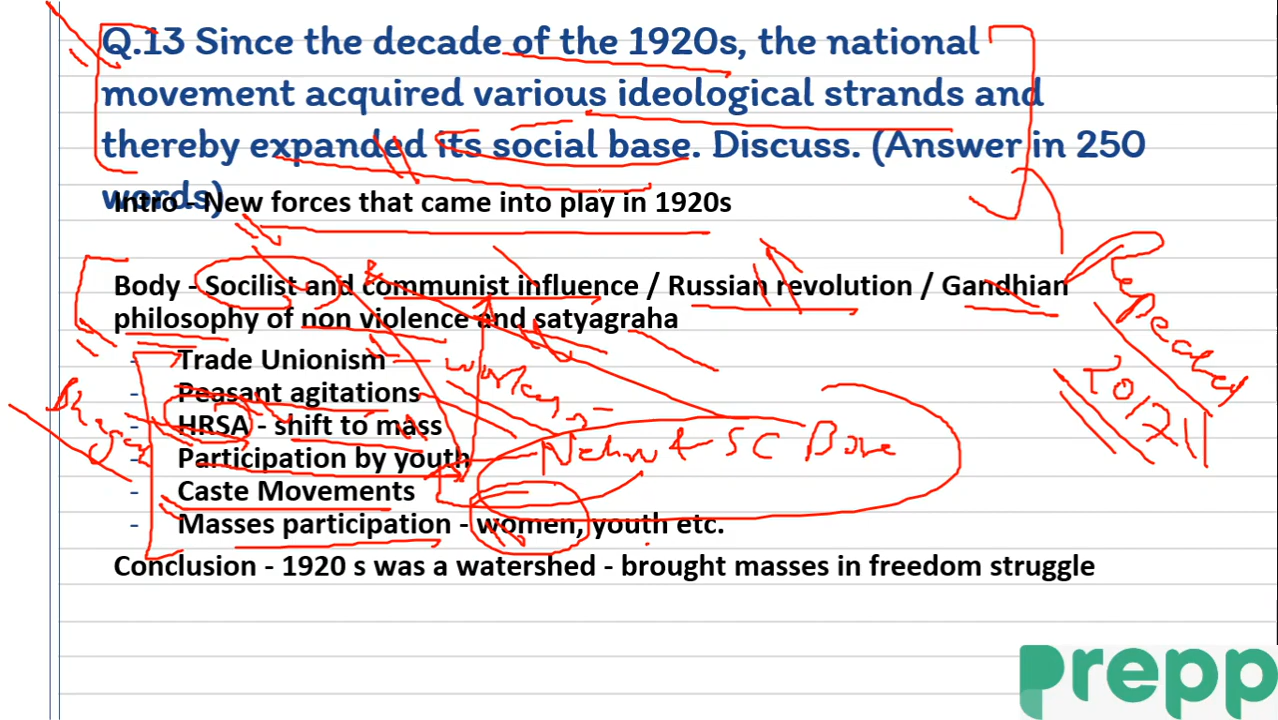 Q.13 Since the decade of the 1920s, the national
movement acquired various ideological strands and
thereby expanded its social base. Discuss. (Answer in 250
words)
Intro - New forces that came into play in 1920s
Body - Socilist and communist influence / Russian revolution / Gandhian
philosophy of non violence and satyagraha
- Trade Unionism
- Peasant agitations
- HRSA - shift to mass
- Participation by youth
- Caste Movements
- Masses participation - women, youth etc.
Conclusion - 1920 s was a watershed - brought masses in freedom struggle
Nehru & SC Bose
prepp